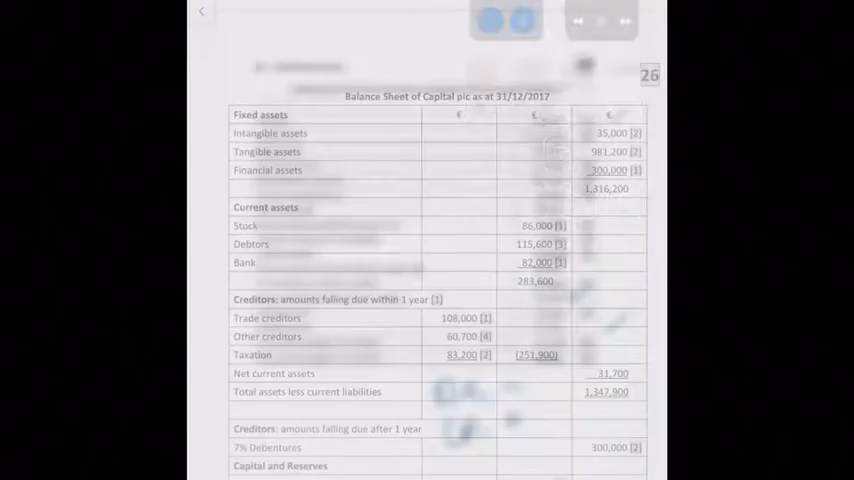 26
Balance Sheet of Capital plc as at 31/12/2017
Fixed assets € € €
Intangible assets 35,000 [2]
Tangible assets 981,200 [2]
Financial assets 300,000 [1]
1,316,200
Current assets
Stock 86,000 [1]
Debtors 115,600 [3]
Bank 82,000 [1]
283,600
Creditors: amounts falling due within 1 year [1]
Trade creditors 108,000 [1]
Other creditors 60,700 [4]
Taxation 83,200 [2] (251,900)
Net current assets 31,700
Total assets less current liabilities 1,347,900
Creditors: amounts falling due after 1 year
7% Debentures 300,000 [2]
Capital and Reserves